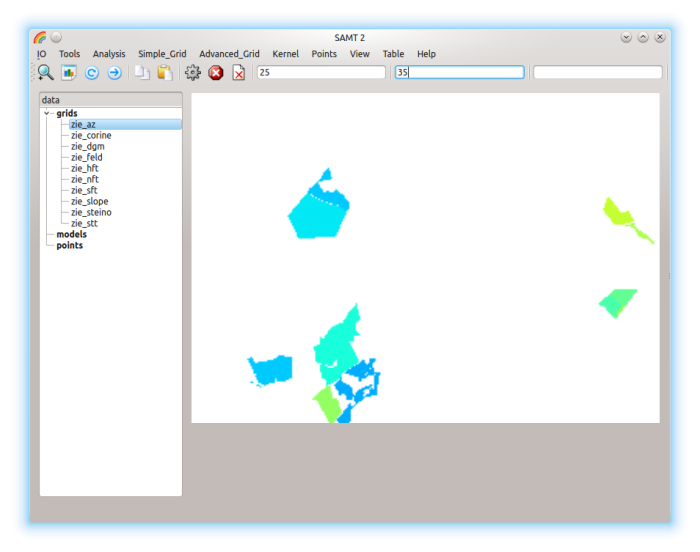 SAMT 2
IO Tools Analysis Simple_Grid Advanced_Grid Kernel Points View Table Help
25 35
data
grids
zie_az
zie_corine
zie_dgm
zie_feld
zie_hft
zie_nft
zie_sft
zie_slope
zie_steino
zie_stt
models
points